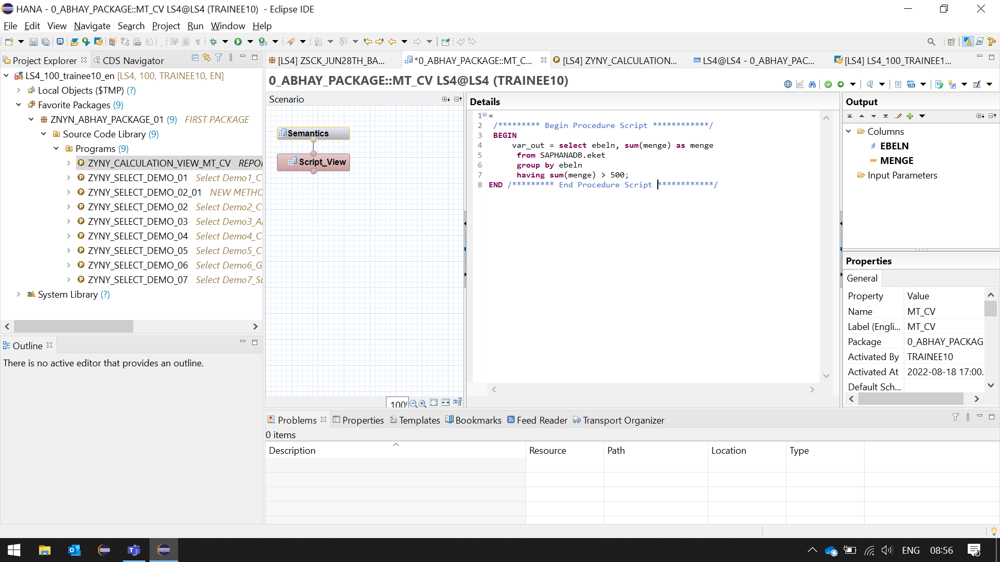 HANA - 0_ABHAY_PACKAGE::MT_CV LS4@LS4 (TRAINEE10) - Eclipse IDE
File Edit View Navigate Search Project Run Window Help
Project Explorer CDS Navigator
LS4_100_trainee10_en [LS4, 100, TRAINEE10, EN]
Local Objects ($TMP) (?)
Favorite Packages (9)
ZNYN_ABHAY_PACKAGE_01 (9) FIRST PACKAGE
Source Code Library (9)
Programs (9)
ZYNY_CALCULATION_VIEW_MT_CV REPO
ZYNY_SELECT_DEMO_01 Select Demo1_C
ZYNY_SELECT_DEMO_02_01 NEW METHO
ZYNY_SELECT_DEMO_02 Select Demo2_C
ZYNY_SELECT_DEMO_03 Select Demo3_A
ZYNY_SELECT_DEMO_04 Select Demo4_C
ZYNY_SELECT_DEMO_05 Select Demo5_C
ZYNY_SELECT_DEMO_06 Select Demo6_G
ZYNY_SELECT_DEMO_07 Select Demo7_Su
System Library (?)
Outline
There is no active editor that provides an outline.
[LS4] ZSCK_JUN28TH_BA... *0_ABHAY_PACKAGE::MT_C... [LS4] ZYNY_CALCULATION... LS4@LS4 - 0_ABHAY_PAC... [LS4] LS4_100_TRAINEE1...
0_ABHAY_PACKAGE::MT_CV LS4@LS4 (TRAINEE10)
Scenario
Semantics
Script_View
100%
Details
1 =
2 /********* Begin Procedure Script ************/
3 BEGIN
4 var_out = select ebeln, sum(menge) as menge
5 from SAPHANADB.eket
6 group by ebeln
7 having sum(menge) > 500;
8 END /********* End Procedure Script ************/
Output
Columns
EBELN
MENGE
Input Parameters
Properties
General
Property Value
Name MT_CV
Label (Engli... MT_CV
Package 0_ABHAY_PACKAG
Activated By TRAINEE10
Activated At 2022-08-18 17:00.
Default Sch...
Problems Properties Templates Bookmarks Feed Reader Transport Organizer
0 items
Description Resource Path Location Type
ENG 08:56